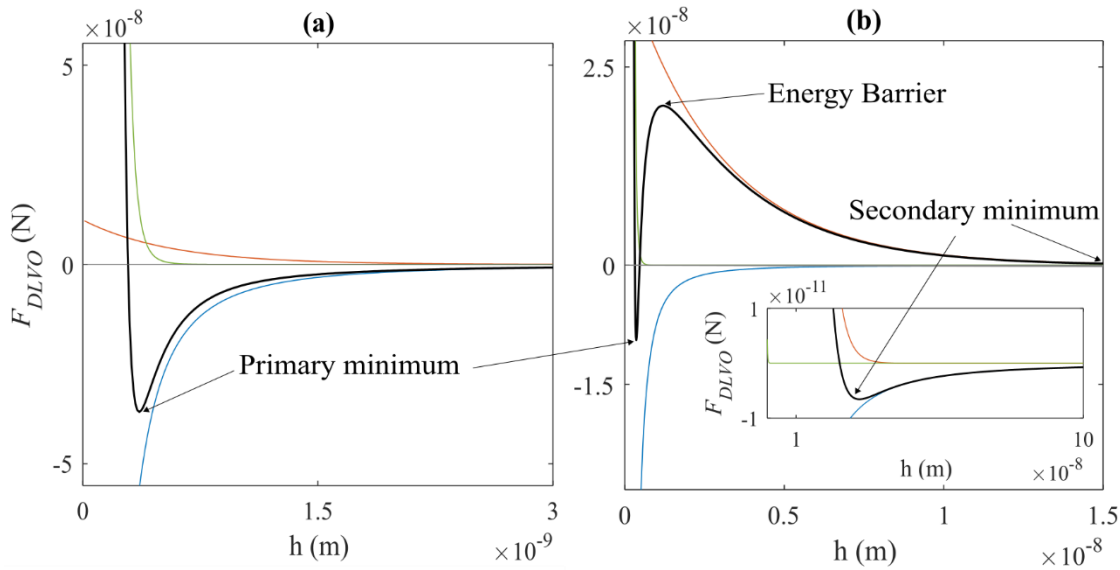 (a)
×10⁻⁸
5
0
-5
F_DLVO (N)
0
1.5
3
h (m)
×10⁻⁹
Primary minimum
(b)
×10⁻⁸
2.5
0
-1.5
Energy Barrier
Secondary minimum
0
0.5
1
1.5
h (m)
×10⁻⁸
×10⁻¹¹
1
-1
F_DLVO (N)
1
10
h (m)
×10⁻⁸